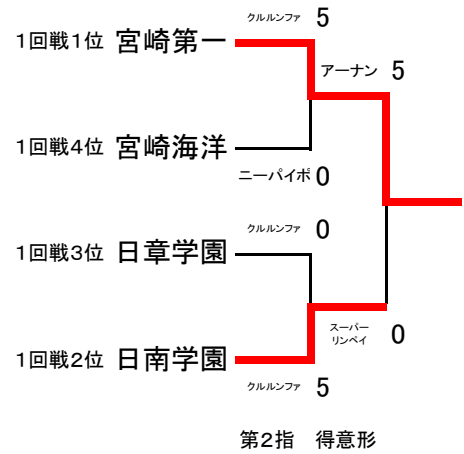 クルルンファ 5
1回戦1位 宮崎第一
アーナン 5
1回戦4位 宮崎海洋
ニーパイポ 0
クルルンファ 0
1回戦3位 日章学園
スーパー
リンペイ 0
1回戦2位 日南学園
クルルンファ 5
第2指 得意形